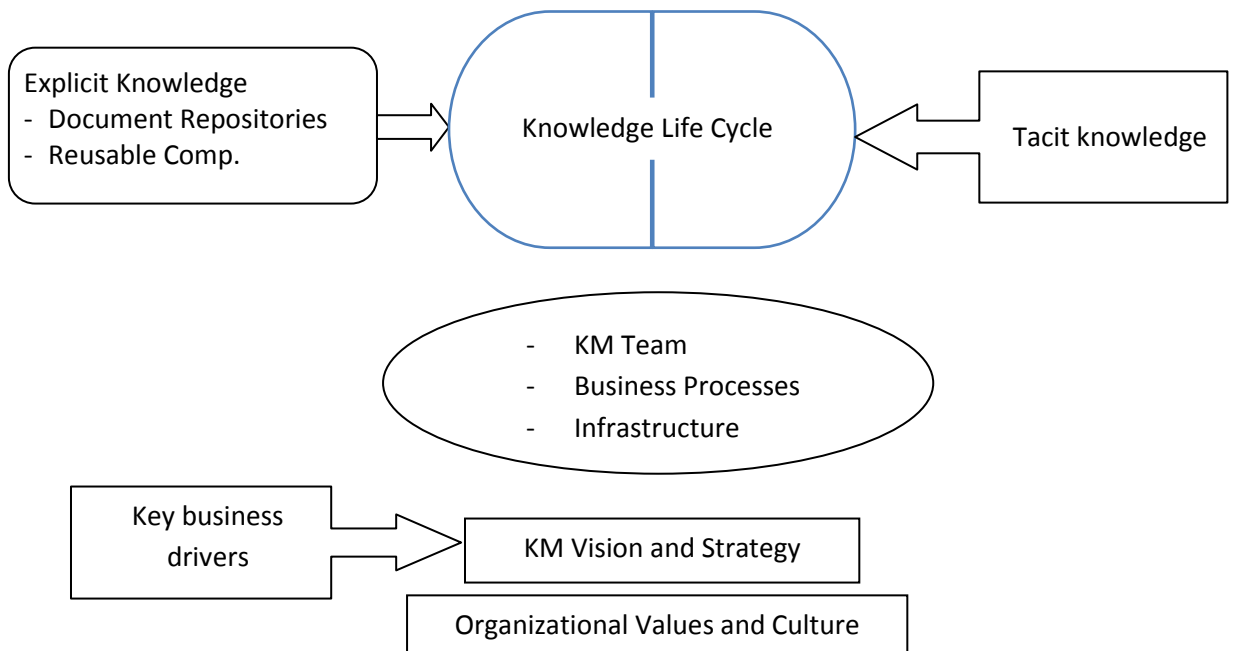 Explicit Knowledge
- Document Repositories
- Reusable Comp.
Knowledge Life Cycle
Tacit knowledge
- KM Team
- Business Processes
- Infrastructure
Key business
drivers
KM Vision and Strategy
Organizational Values and Culture